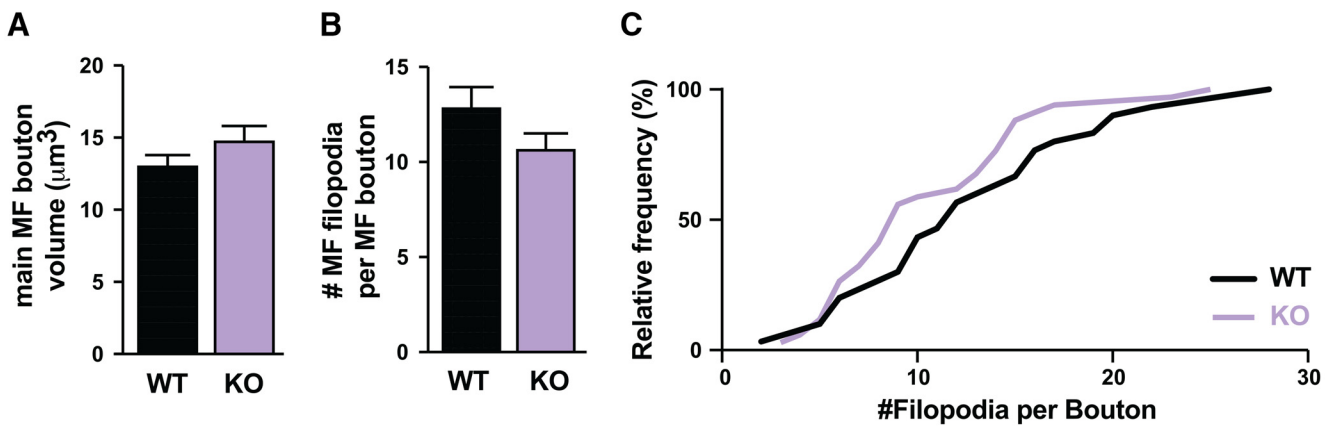 A
main MF bouton
volume (μm3)
20
15
10
5
0
WT
KO
B
# MF filopodia
per MF bouton
15
10
5
0
WT
KO
C
Relative frequency (%)
100
50
0
0
10
20
30
#Filopodia per Bouton
WT
KO